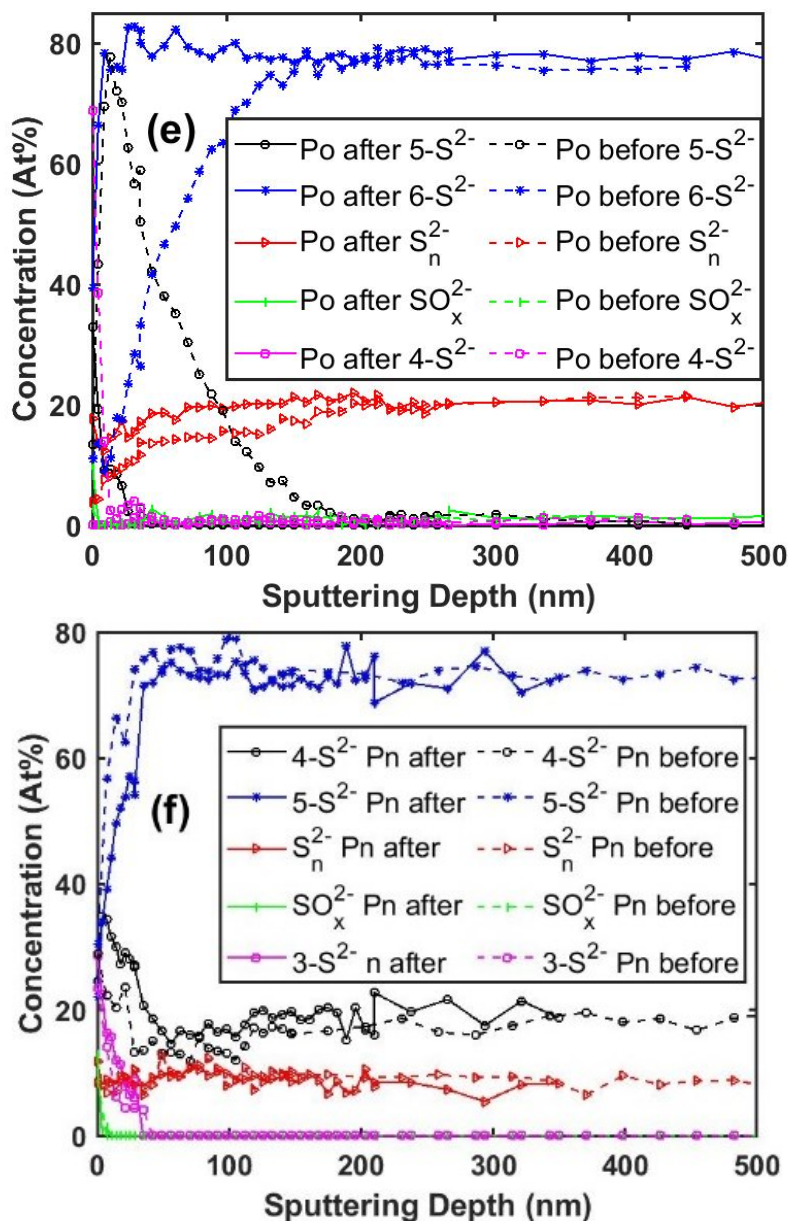 80
60
40
20
0
Concentration (At%)
(e)
Po after 5-S²⁻ Po before 5-S²⁻
Po after 6-S²⁻ Po before 6-S²⁻
Po after Sₙ²⁻ Po before Sₙ²⁻
Po after SOₓ²⁻ Po before SOₓ²⁻
Po after 4-S²⁻ Po before 4-S²⁻
0 100 200 300 400 500
Sputtering Depth (nm)
80
60
40
20
0
Concentration (At%)
(f)
4-S²⁻ Pn after 4-S²⁻ Pn before
5-S²⁻ Pn after 5-S²⁻ Pn before
Sₙ²⁻ Pn after Sₙ²⁻ Pn before
SOₓ²⁻ Pn after SOₓ²⁻ Pn before
3-S²⁻ n after 3-S²⁻ Pn before
0 100 200 300 400 500
Sputtering Depth (nm)